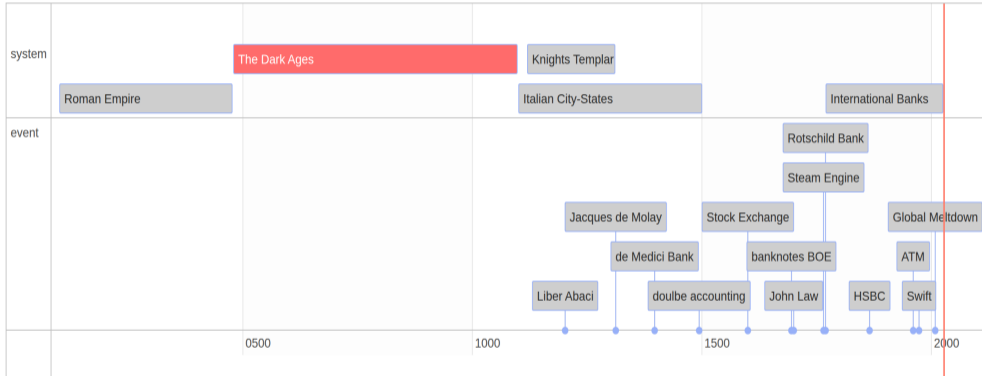 system
The Dark Ages
Knights Templar
Roman Empire
Italian City-States
International Banks
event
Rotschild Bank
Steam Engine
Jacques de Molay
Stock Exchange
Global Meltdown
de Medici Bank
banknotes BOE
ATM
Liber Abaci
doulbe accounting
John Law
HSBC
Swift
0500
1000
1500
2000